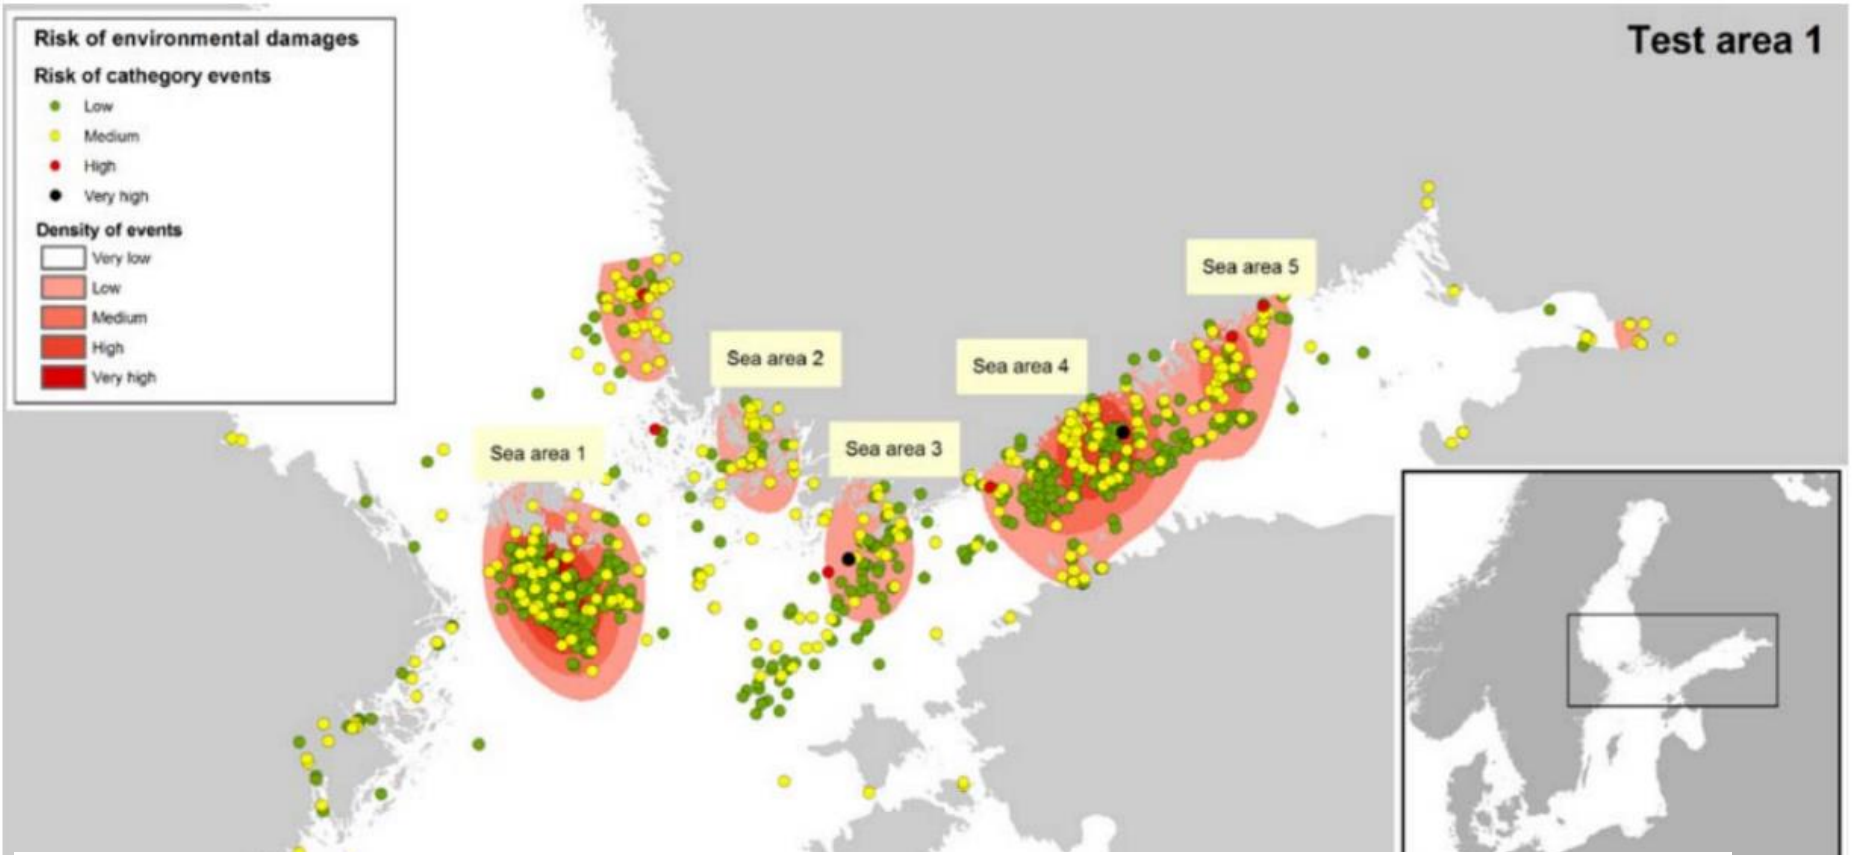 Test area 1
Risk of environmental damages
Risk of cathegory events
Low
Medium
High
Very high
Density of events
Very low
Low
Medium
High
Very high
Sea area 5
Sea area 2
Sea area 4
Sea area 1
Sea area 3